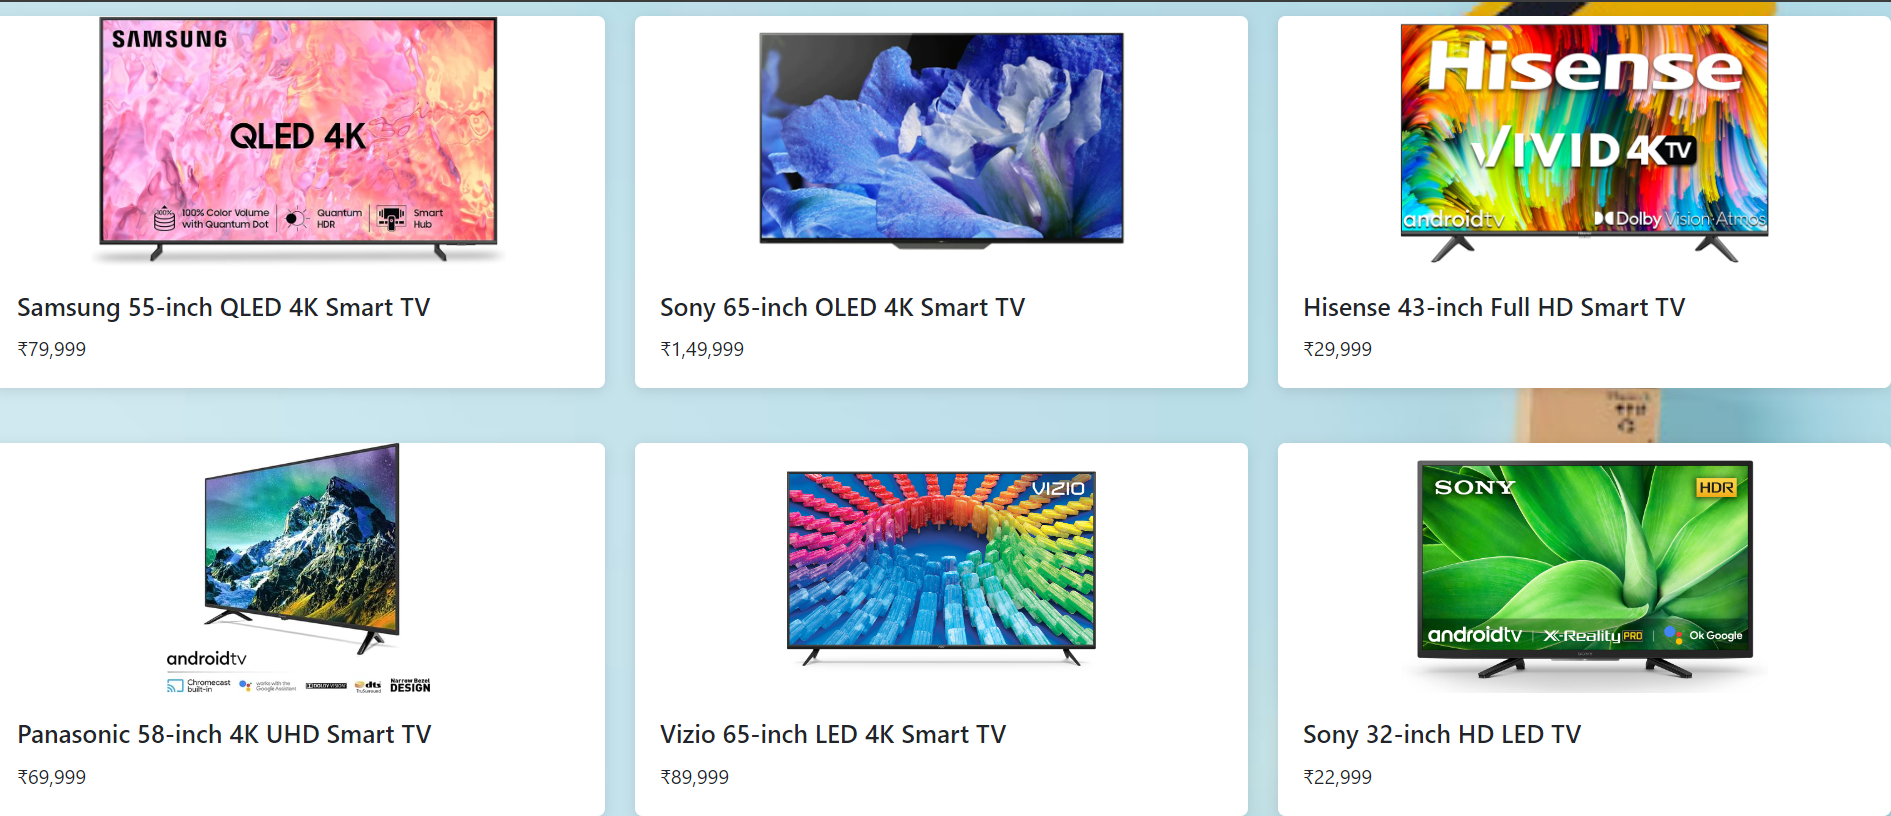 SAMSUNG
QLED 4K
100%
100% Color Volume
with Quantum Dot
Quantum
HDR
Smart
Hub
Samsung 55-inch QLED 4K Smart TV
₹79,999
Sony 65-inch OLED 4K Smart TV
₹1,49,999
Hisense
VIVID 4K TV
androidtv
Dolby Vision·Atmos
Hisense 43-inch Full HD Smart TV
₹29,999
androidtv
Chromecast
built-in
works with the
Google Assistant
DOLBY VISION
dts
TruSurround
Narrow Bezel
DESIGN
Panasonic 58-inch 4K UHD Smart TV
₹69,999
VIZIO
Vizio 65-inch LED 4K Smart TV
₹89,999
SONY
HDR
androidtv
X-Reality PRO
Ok Google
SONY
Sony 32-inch HD LED TV
₹22,999